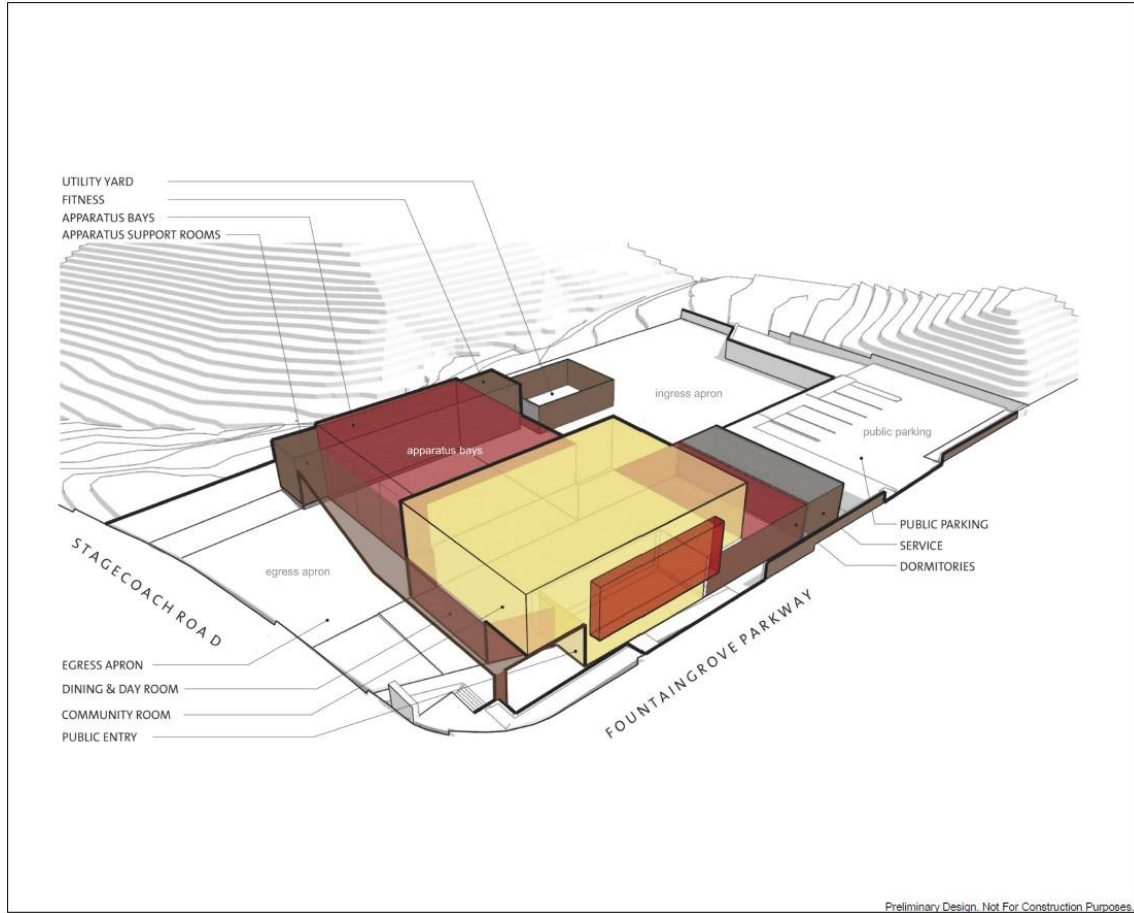 UTILITY YARD
FITNESS
APPARATUS BAYS
APPARATUS SUPPORT ROOMS
ingress apron
public parking
apparatus bays
egress apron
STAGECOACH ROAD
FOUNTAINGROVE PARKWAY
PUBLIC PARKING
SERVICE
DORMITORIES
EGRESS APRON
DINING & DAY ROOM
COMMUNITY ROOM
PUBLIC ENTRY
Preliminary Design. Not For Construction Purposes.